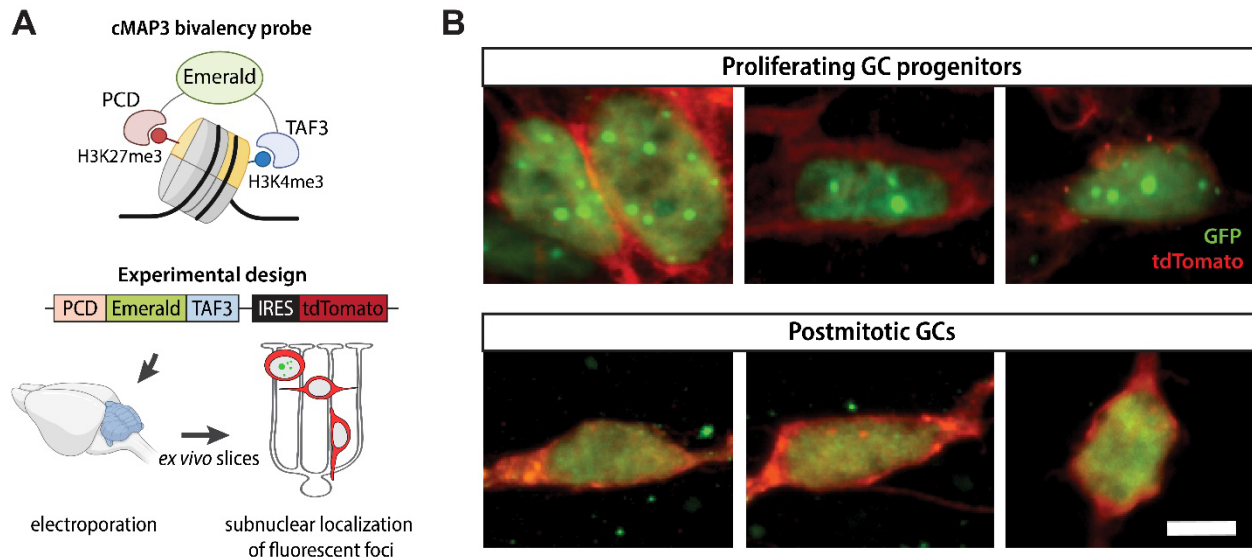 A
cMAP3 bivalency probe
Emerald
PCD
TAF3
H3K27me3
H3K4me3
Experimental design
PCD Emerald TAF3 IRES tdTomato
ex vivo slices
electroporation
subnuclear localization
of fluorescent foci
B
Proliferating GC progenitors
GFP
tdTomato
Postmitotic GCs